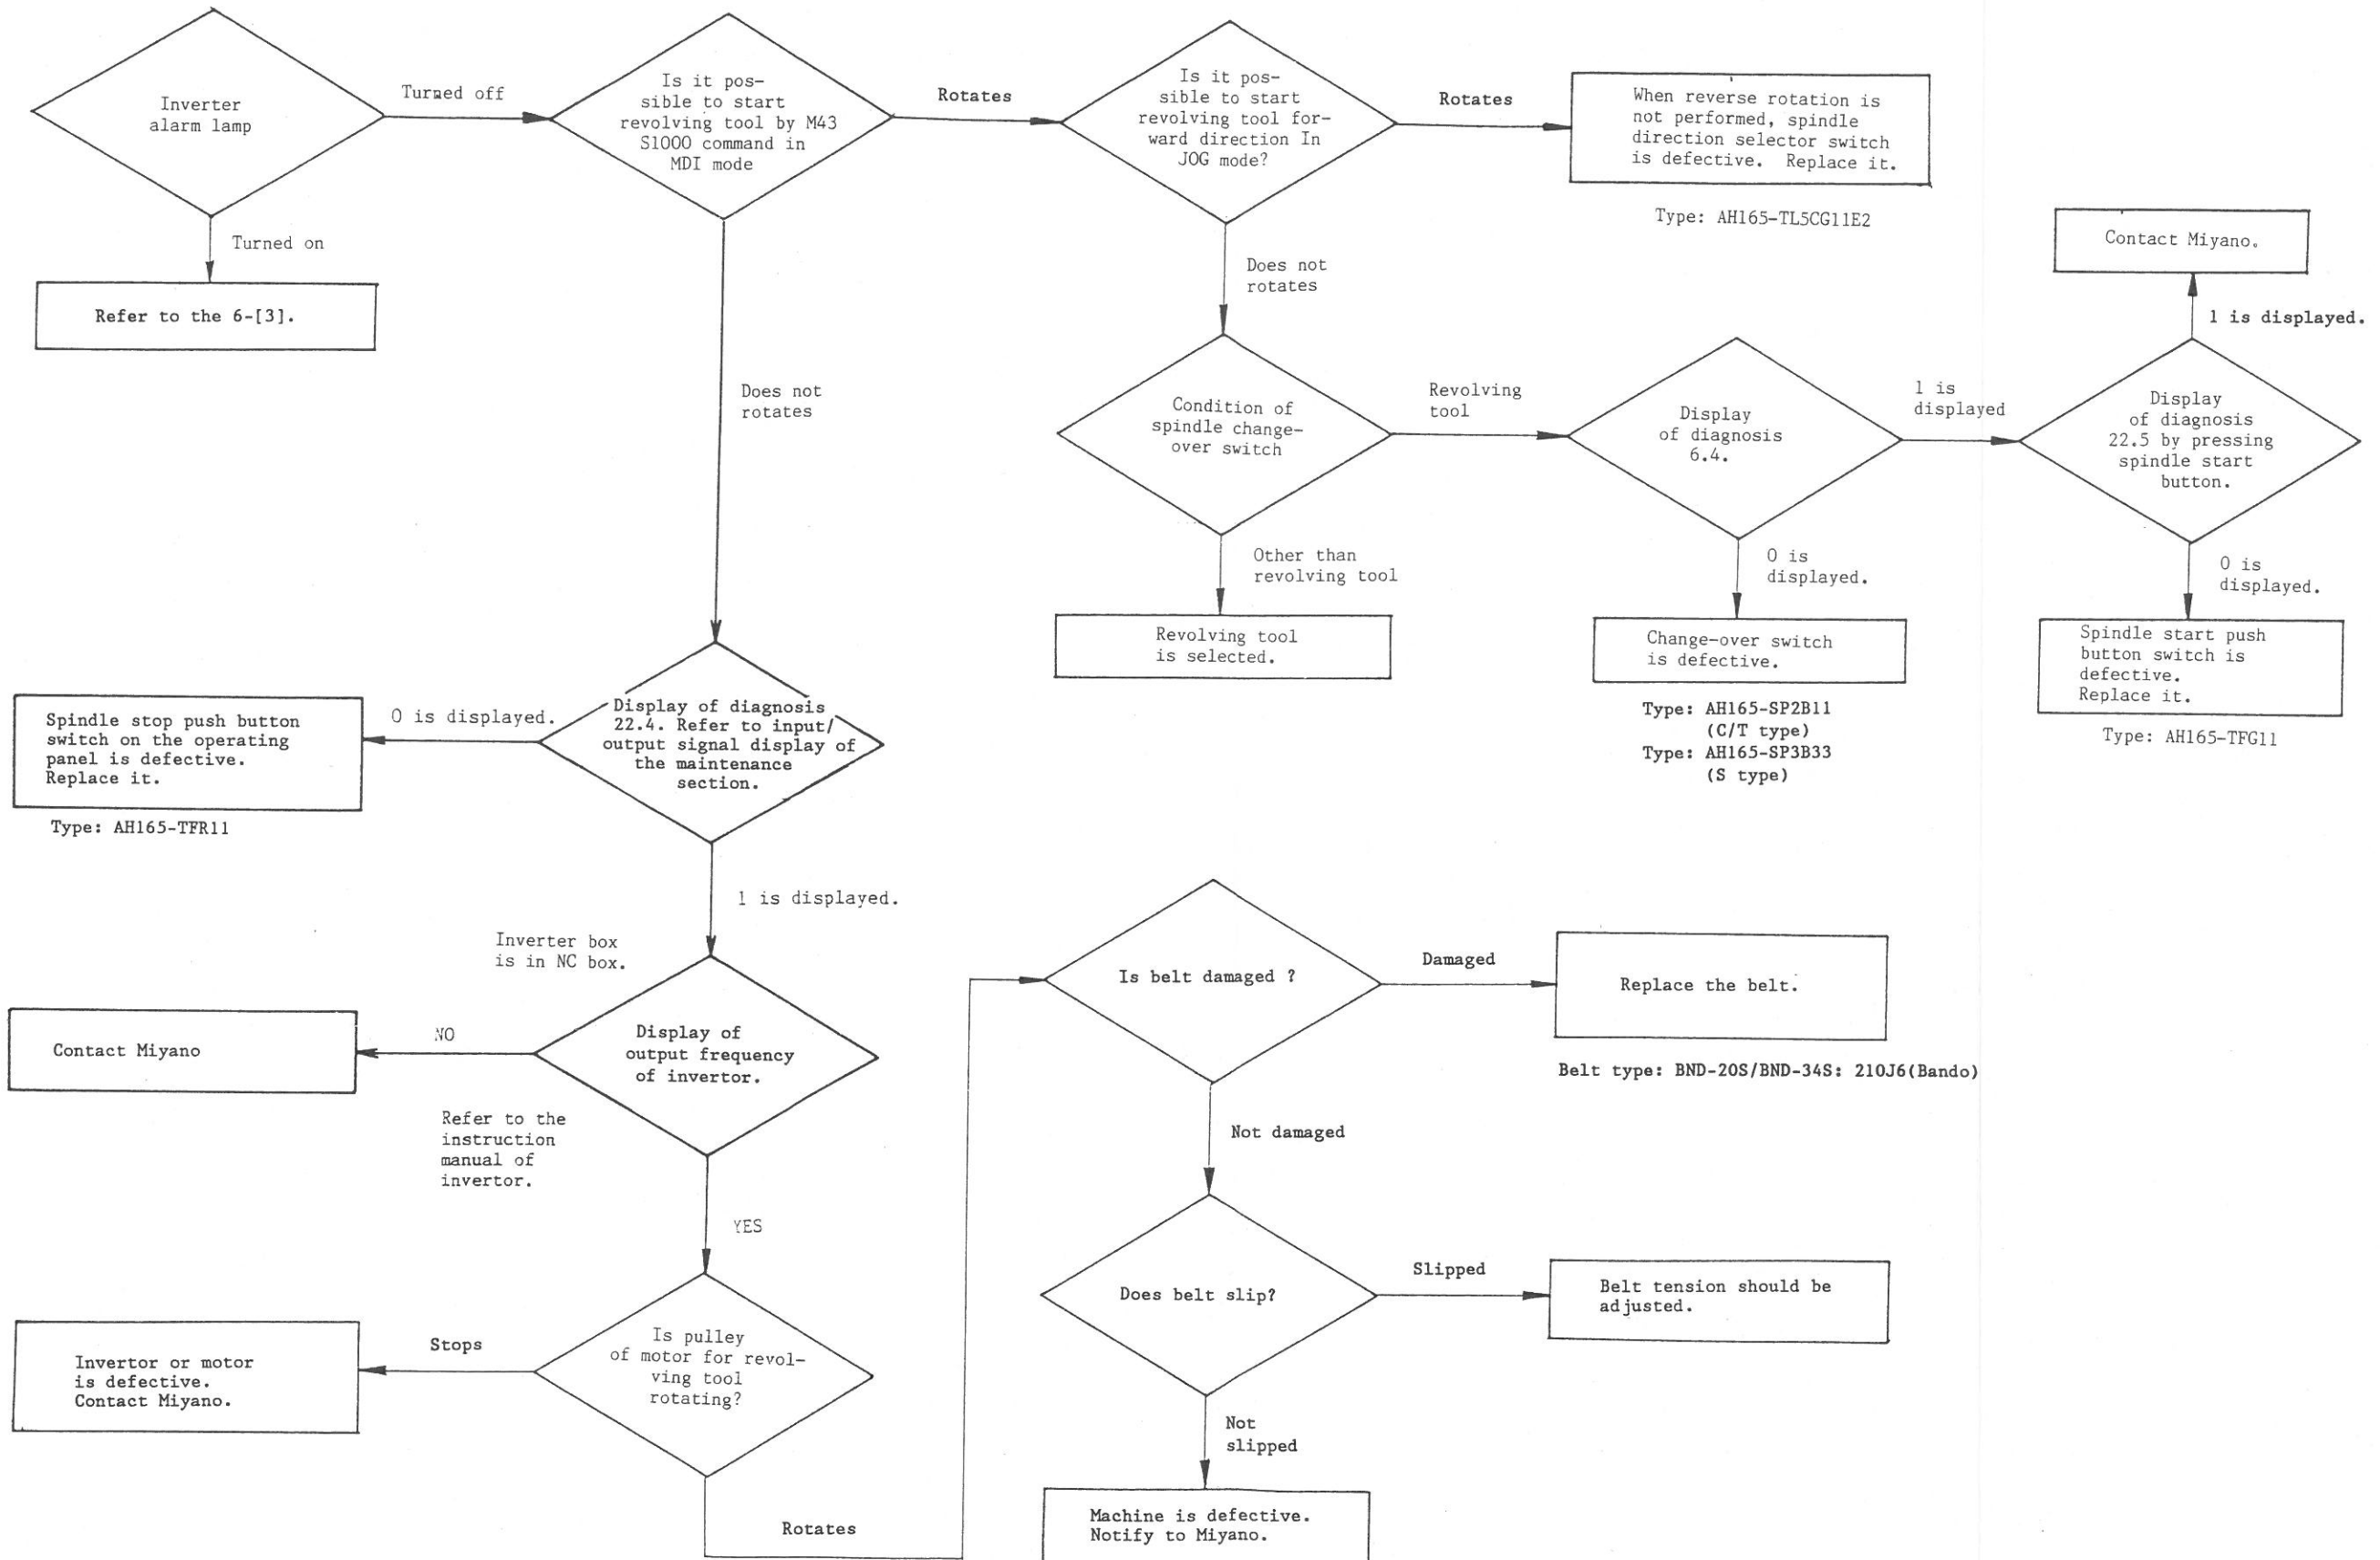 Inverter
alarm lamp
Turned off
Turned on
Refer to the 6-[3].
Is it pos-
sible to start
revolving tool by M43
S1000 command in
MDI mode
Rotates
Does not
rotates
Is it pos-
sible to start
revolving tool for-
ward direction In
JOG mode?
Rotates
When reverse rotation is
not performed, spindle
direction selector switch
is defective. Replace it.
Type: AH165-TL5CG11E2
Does not
rotates
Condition of
spindle change-
over switch
Revolving
tool
Other than
revolving tool
Revolving tool
is selected.
Display
of diagnosis
6.4.
1 is
displayed
0 is
displayed.
Change-over switch
is defective.
Type: AH165-SP2B11
(C/T type)
Type: AH165-SP3B33
(S type)
Contact Miyano.
1 is displayed.
Display
of diagnosis
22.5 by pressing
spindle start
button.
0 is
displayed.
Spindle start push
button switch is
defective.
Replace it.
Type: AH165-TFG11
Display of diagnosis
22.4. Refer to input/
output signal display of
the maintenance
section.
0 is displayed.
Spindle stop push button
switch on the operating
panel is defective.
Replace it.
Type: AH165-TFR11
1 is displayed.
Inverter box
is in NC box.
Display of
output frequency
of invertor.
NO
Contact Miyano
Refer to the
instruction
manual of
invertor.
YES
Is pulley
of motor for revol-
ving tool
rotating?
Stops
Invertor or motor
is defective.
Contact Miyano.
Rotates
Is belt damaged ?
Damaged
Replace the belt.
Belt type: BND-20S/BND-34S: 210J6(Bando)
Not damaged
Does belt slip?
Slipped
Belt tension should be
adjusted.
Not
slipped
Machine is defective.
Notify to Miyano.